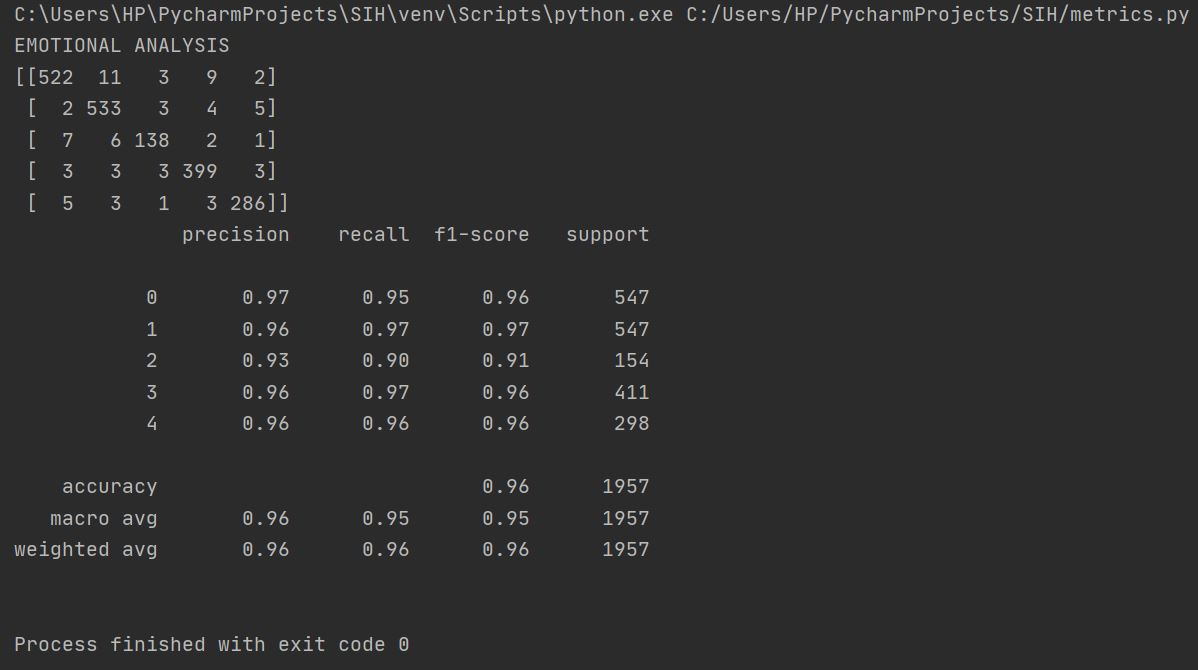 C:\Users\HP\PycharmProjects\SIH\venv\Scripts\python.exe C:/Users/HP/PycharmProjects/SIH/metrics.py
EMOTIONAL ANALYSIS
[[522  11   3   9   2]
 [  2 533   3   4   5]
 [  7   6 138   2   1]
 [  3   3   3 399   3]
 [  5   3   1   3 286]]
              precision    recall  f1-score   support

           0       0.97      0.95      0.96       547
           1       0.96      0.97      0.97       547
           2       0.93      0.90      0.91       154
           3       0.96      0.97      0.96       411
           4       0.96      0.96      0.96       298

    accuracy                           0.96      1957
   macro avg       0.96      0.95      0.95      1957
weighted avg       0.96      0.96      0.96      1957


Process finished with exit code 0